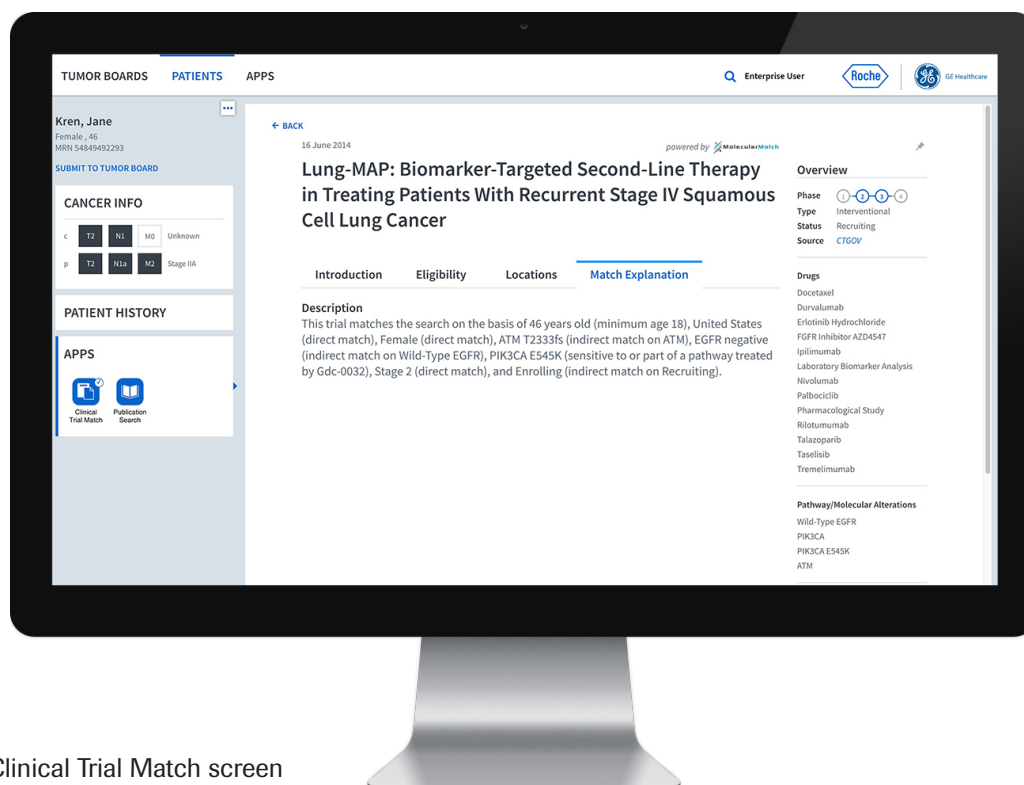 TUMOR BOARDS PATIENTS APPS
Enterprise User
Roche
GE Healthcare
Kren, Jane
Female , 46
MRN 54849492293
SUBMIT TO TUMOR BOARD
CANCER INFO
c T2 N1 M0 Unknown
p T2 N1a M2 Stage IIA
PATIENT HISTORY
APPS
Clinical
Trial Match
Publication
Search
← BACK
16 June 2014
powered by MolecularMatch
Lung-MAP: Biomarker-Targeted Second-Line Therapy
in Treating Patients With Recurrent Stage IV Squamous
Cell Lung Cancer
Introduction Eligibility Locations Match Explanation
Description
This trial matches the search on the basis of 46 years old (minimum age 18), United States
(direct match), Female (direct match), ATM T2333fs (indirect match on ATM), EGFR negative
(indirect match on Wild-Type EGFR), PIK3CA E545K (sensitive to or part of a pathway treated
by Gdc-0032), Stage 2 (direct match), and Enrolling (indirect match on Recruiting).
Overview
Phase 1 2 3 4
Type Interventional
Status Recruiting
Source CTGOV
Drugs
Docetaxel
Durvalumab
Erlotinib Hydrochloride
FGFR Inhibitor AZD4547
Ipilimumab
Laboratory Biomarker Analysis
Nivolumab
Palbociclib
Pharmacological Study
Rilotumumab
Talazoparib
Taselisib
Tremelimumab
Pathway/Molecular Alterations
Wild-Type EGFR
PIK3CA
PIK3CA E545K
ATM
Clinical Trial Match screen